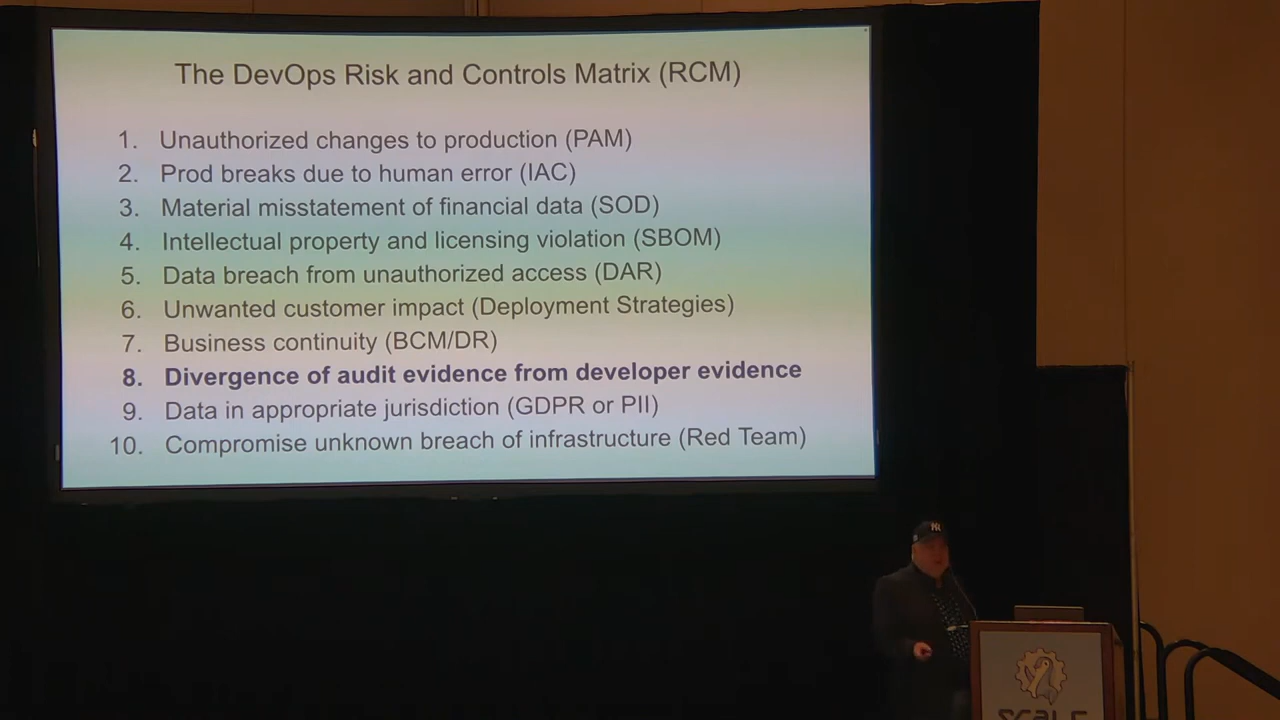 The DevOps Risk and Controls Matrix (RCM)
1. Unauthorized changes to production (PAM)
2. Prod breaks due to human error (IAC)
3. Material misstatement of financial data (SOD)
4. Intellectual property and licensing violation (SBOM)
5. Data breach from unauthorized access (DAR)
6. Unwanted customer impact (Deployment Strategies)
7. Business continuity (BCM/DR)
8. Divergence of audit evidence from developer evidence
9. Data in appropriate jurisdiction (GDPR or PII)
10. Compromise unknown breach of infrastructure (Red Team)
NY
SCALE